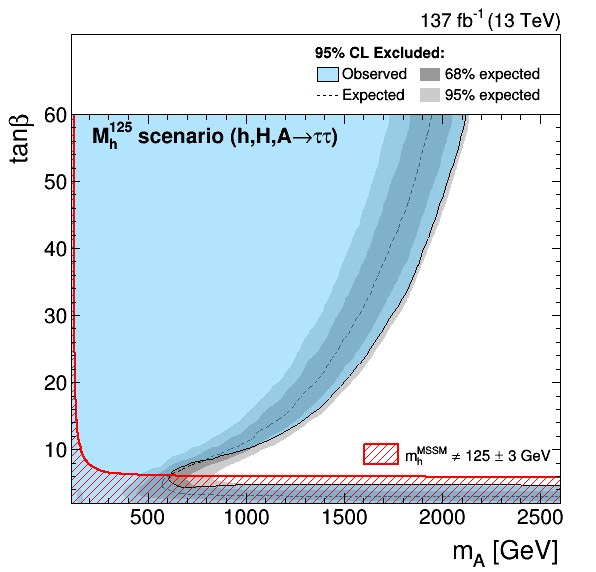 137 fb⁻¹ (13 TeV)
95% CL Excluded:
Observed 68% expected
Expected 95% expected
M_h^125 scenario (h,H,A→ττ)
tanβ
60
50
40
30
20
10
m_h^MSSM ≠ 125 ± 3 GeV
500 1000 1500 2000 2500
m_A [GeV]